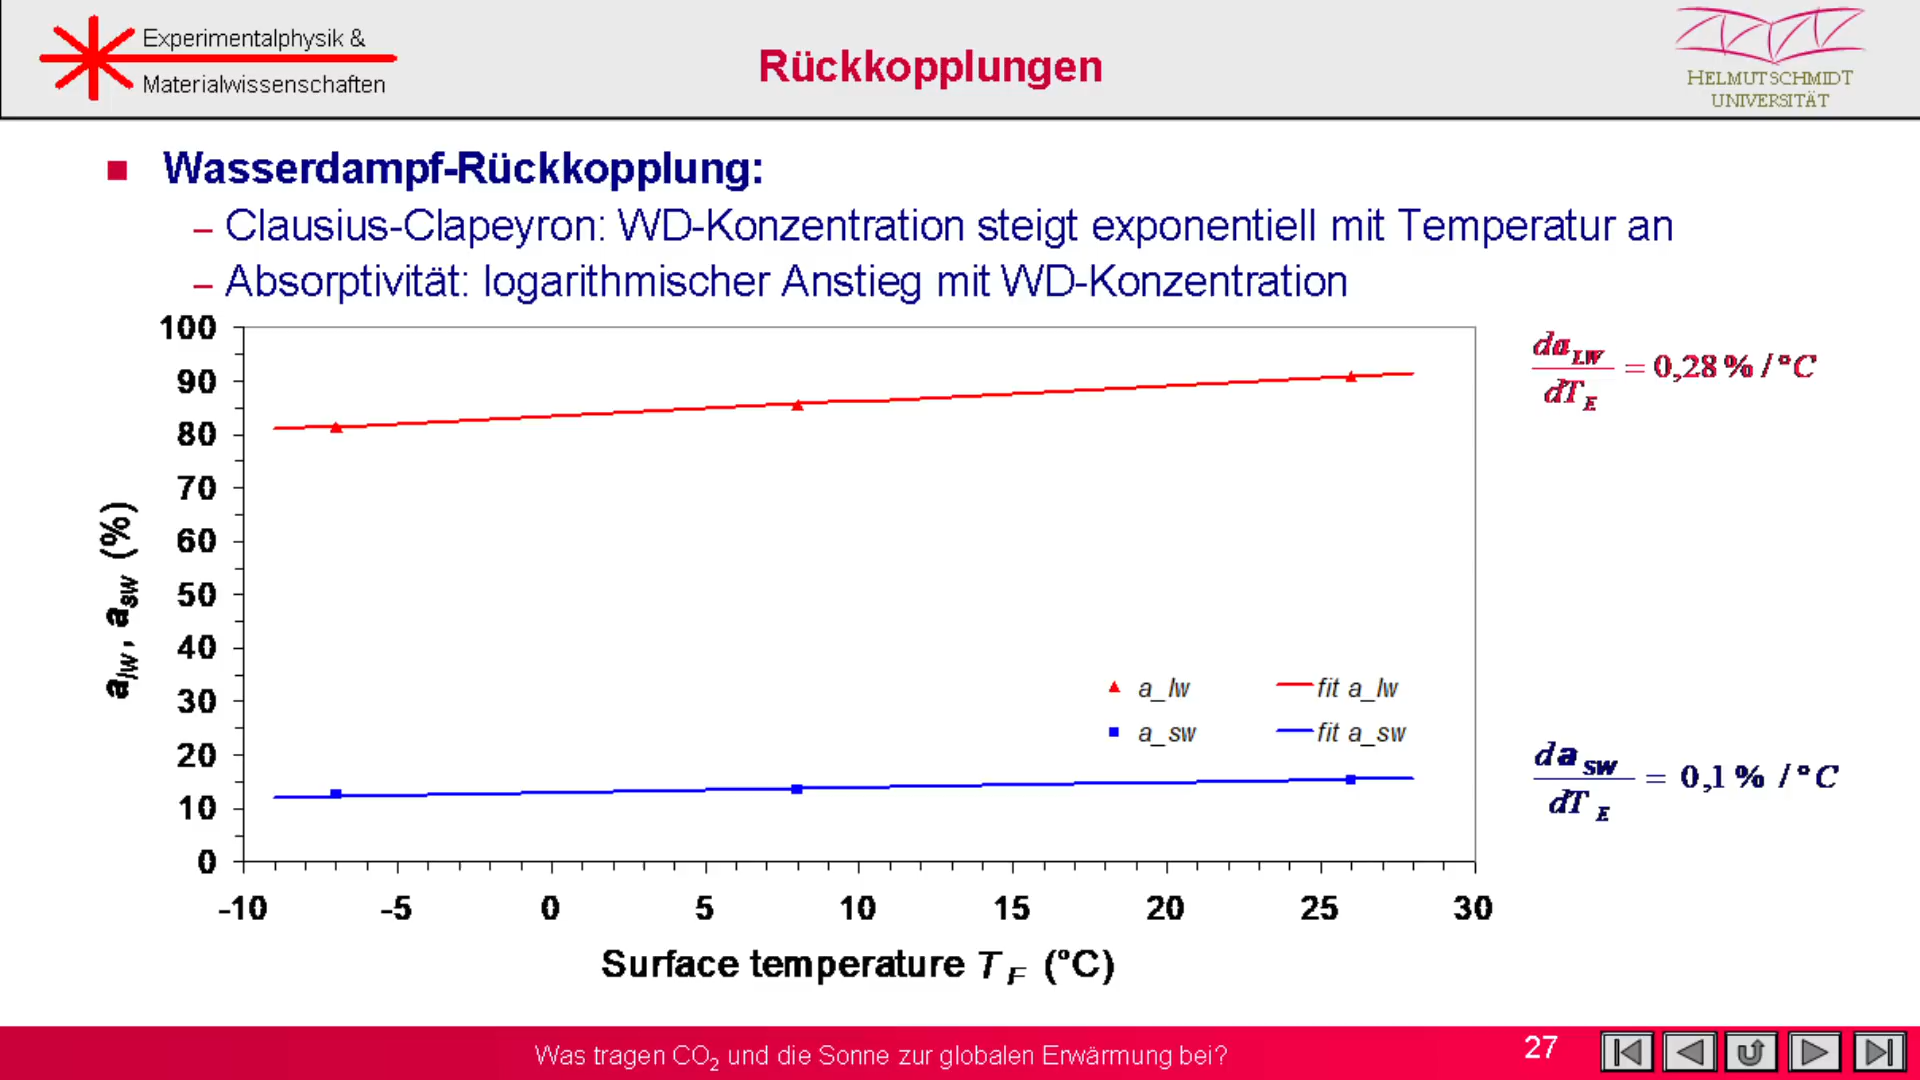 Experimentalphysik &
Materialwissenschaften
Rückkopplungen
HELMUT SCHMIDT
UNIVERSITÄT
Wasserdampf-Rückkopplung:
– Clausius-Clapeyron: WD-Konzentration steigt exponentiell mit Temperatur an
– Absorptivität: logarithmischer Anstieg mit WD-Konzentration
100
90
80
70
60
50
40
30
20
10
0
a_lw, a_sw (%)
-10 -5 0 5 10 15 20 25 30
Surface temperature T_E (°C)
a_lw fit a_lw
a_sw fit a_sw
da_LW / dT_E = 0,28 % / °C
da_SW / dT_E = 0,1 % / °C
Was tragen CO₂ und die Sonne zur globalen Erwärmung bei?
27